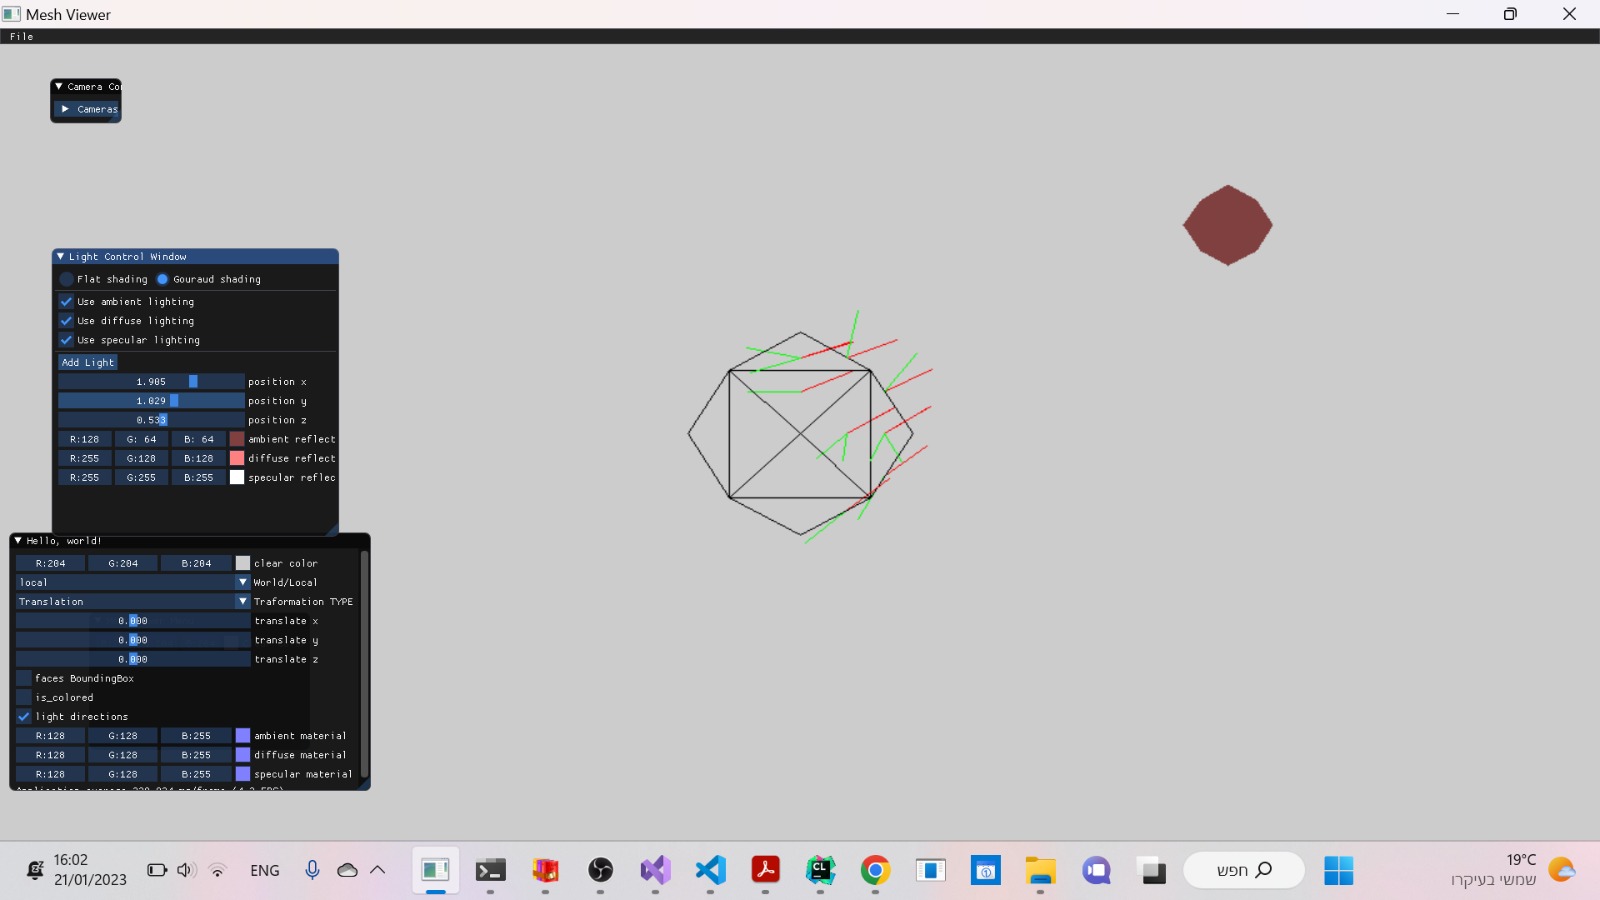 Mesh Viewer
File
Camera Co
Cameras
Light Control Window
Flat shading Gouraud shading
Use ambient lighting
Use diffuse lighting
Use specular lighting
Add Light
1.905 position x
1.029 position y
0.533 position z
R:128 G: 64 B: 64 ambient reflect
R:255 G:128 B:128 diffuse reflect
R:255 G:255 B:255 specular reflec
Hello, world!
R:204 G:204 B:204 clear color
local World/Local
Translation Traformation TYPE
0.000 translate x
0.000 translate y
0.000 translate z
faces BoundingBox
is_colored
light directions
R:128 G:128 B:255 ambient material
R:128 G:128 B:255 diffuse material
R:128 G:128 B:255 specular material
16:02
21/01/2023
ENG
חפש
19°C
שמשי בעיקרו